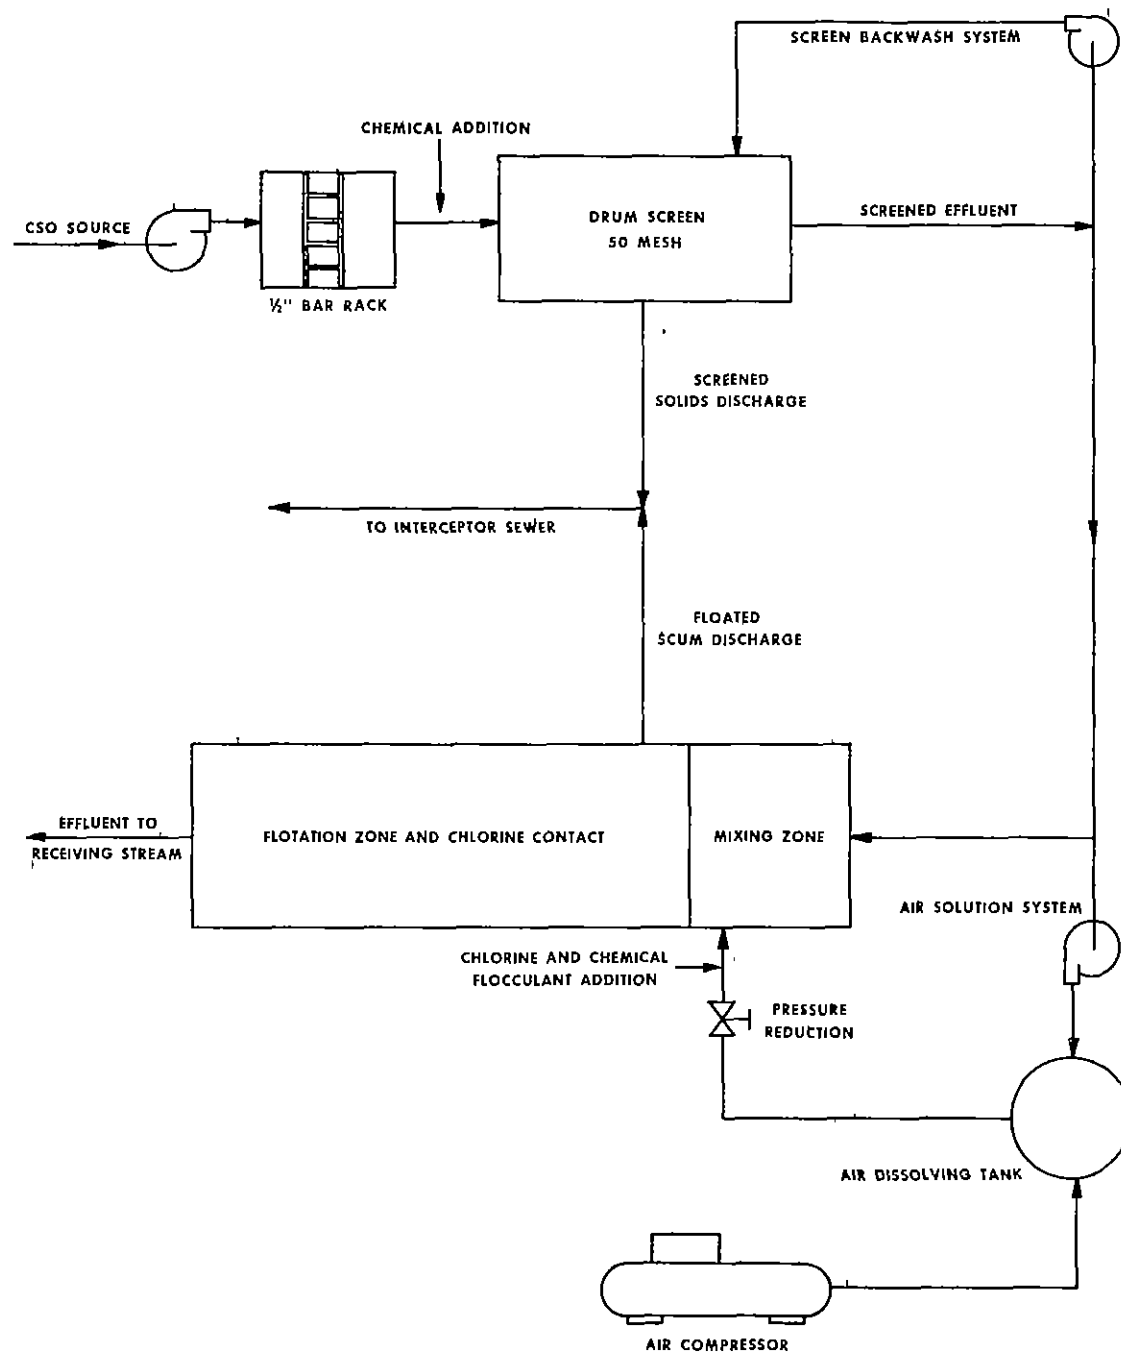 SCREEN BACKWASH SYSTEM
CHEMICAL ADDITION
CSO SOURCE
DRUM SCREEN
50 MESH
SCREENED EFFLUENT
½" BAR RACK
SCREENED
SOLIDS DISCHARGE
TO INTERCEPTOR SEWER
FLOATED
SCUM DISCHARGE
EFFLUENT TO
RECEIVING STREAM
FLOTATION ZONE AND CHLORINE CONTACT
MIXING ZONE
AIR SOLUTION SYSTEM
CHLORINE AND CHEMICAL
FLOCCULANT ADDITION
PRESSURE
REDUCTION
AIR DISSOLVING TANK
AIR COMPRESSOR